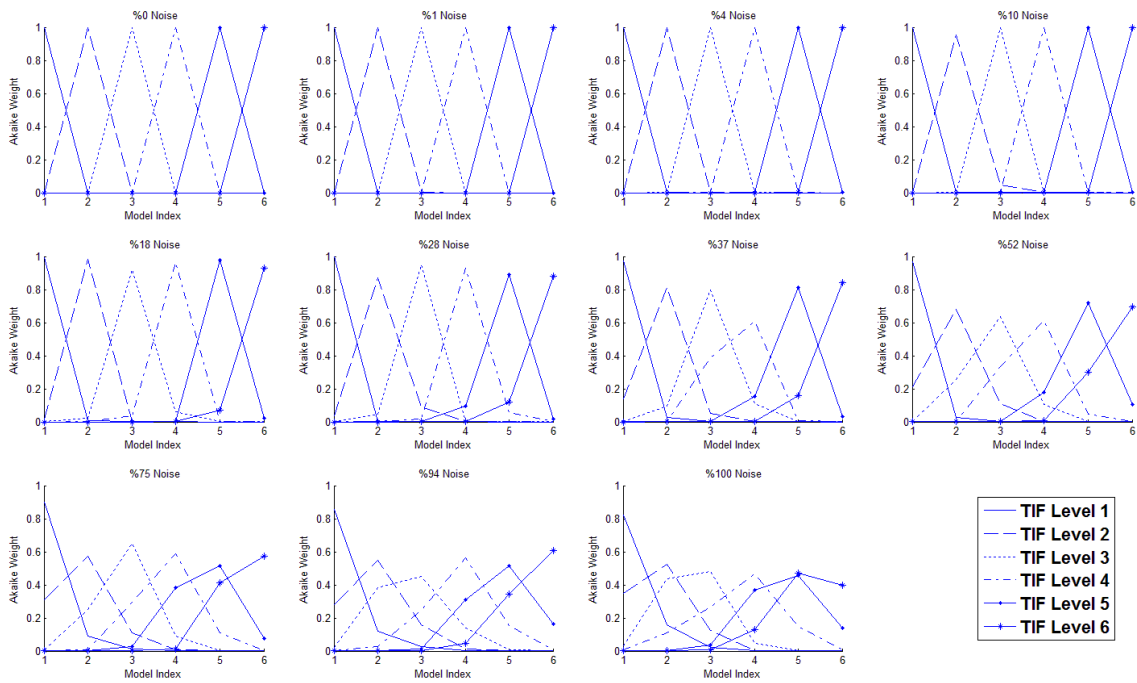 %0 Noise
1
0.8
0.6
0.4
0.2
0
Akaike Weight
1 2 3 4 5 6
Model Index
%1 Noise
1
0.8
0.6
0.4
0.2
0
Akaike Weight
1 2 3 4 5 6
Model Index
%4 Noise
1
0.8
0.6
0.4
0.2
0
Akaike Weight
1 2 3 4 5 6
Model Index
%10 Noise
1
0.8
0.6
0.4
0.2
0
Akaike Weight
1 2 3 4 5 6
Model Index
%18 Noise
1
0.8
0.6
0.4
0.2
0
Akaike Weight
1 2 3 4 5 6
Model Index
%28 Noise
1
0.8
0.6
0.4
0.2
0
Akaike Weight
1 2 3 4 5 6
Model Index
%37 Noise
1
0.8
0.6
0.4
0.2
0
Akaike Weight
1 2 3 4 5 6
Model Index
%52 Noise
1
0.8
0.6
0.4
0.2
0
Akaike Weight
1 2 3 4 5 6
Model Index
%75 Noise
1
0.8
0.6
0.4
0.2
0
Akaike Weight
1 2 3 4 5 6
Model Index
%94 Noise
1
0.8
0.6
0.4
0.2
0
Akaike Weight
1 2 3 4 5 6
Model Index
%100 Noise
1
0.8
0.6
0.4
0.2
0
Akaike Weight
1 2 3 4 5 6
Model Index
TIF Level 1
TIF Level 2
TIF Level 3
TIF Level 4
TIF Level 5
TIF Level 6